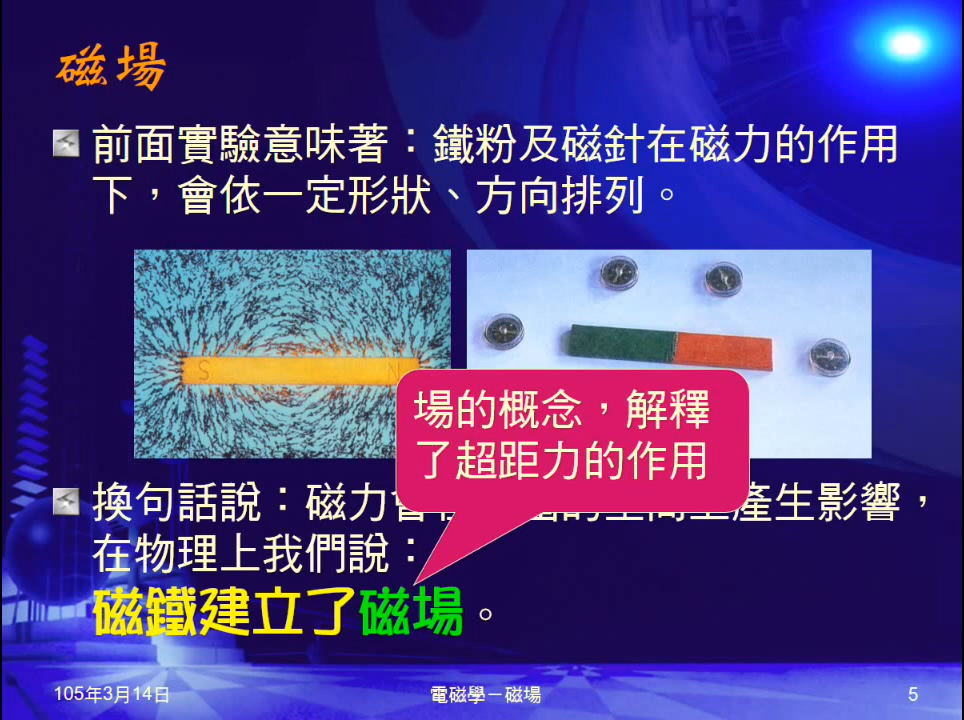 磁場
前面實驗意味著：鐵粉及磁針在磁力的作用
下，會依一定形狀、方向排列。
S N
場的概念，解釋
了超距力的作用
換句話說：磁力產生影響，
在物理上我們說：
磁鐵建立了磁場。
105年3月14日
電磁學－磁場
5